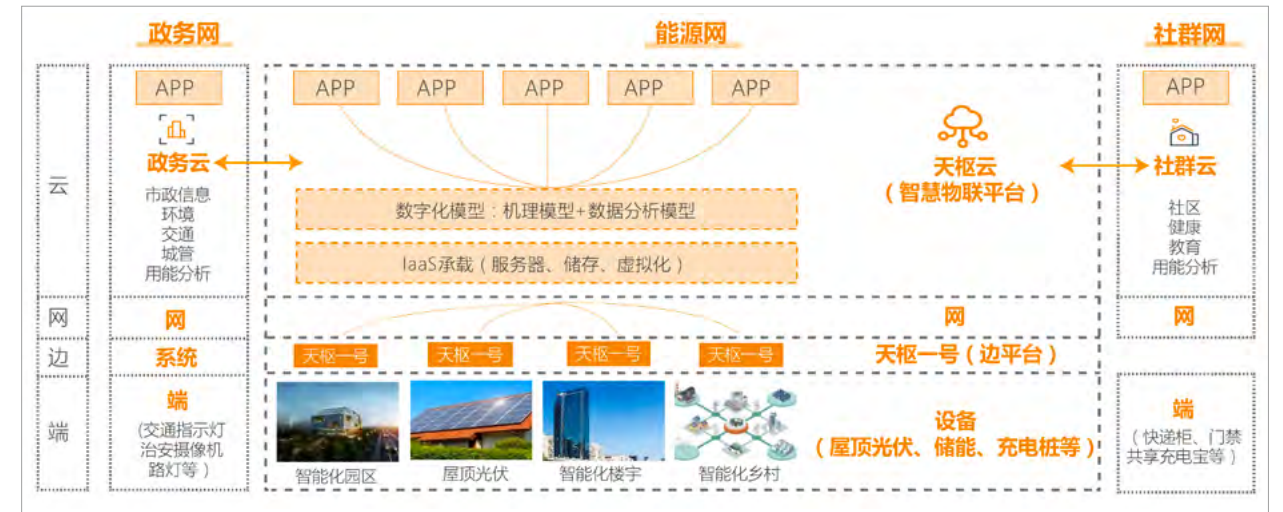 政务网
能源网
社群网
云
网
边
端
APP
政务云
市政信息
环境
交通
城管
用能分析
网
系统
端
(交通指示灯
治安摄像机
路灯等）
APP
APP
APP
APP
APP
数字化模型：机理模型+数据分析模型
IaaS承载（服务器、储存、虚拟化）
天枢云
（智慧物联平台）
网
天枢一号
天枢一号
天枢一号
天枢一号
天枢一号（边平台）
智能化园区
屋顶光伏
智能化楼宇
智能化乡村
设备
（屋顶光伏、储能、充电桩等）
APP
社群云
社区
健康
教育
用能分析
网
端
（快递柜、门禁
共享充电宝等）